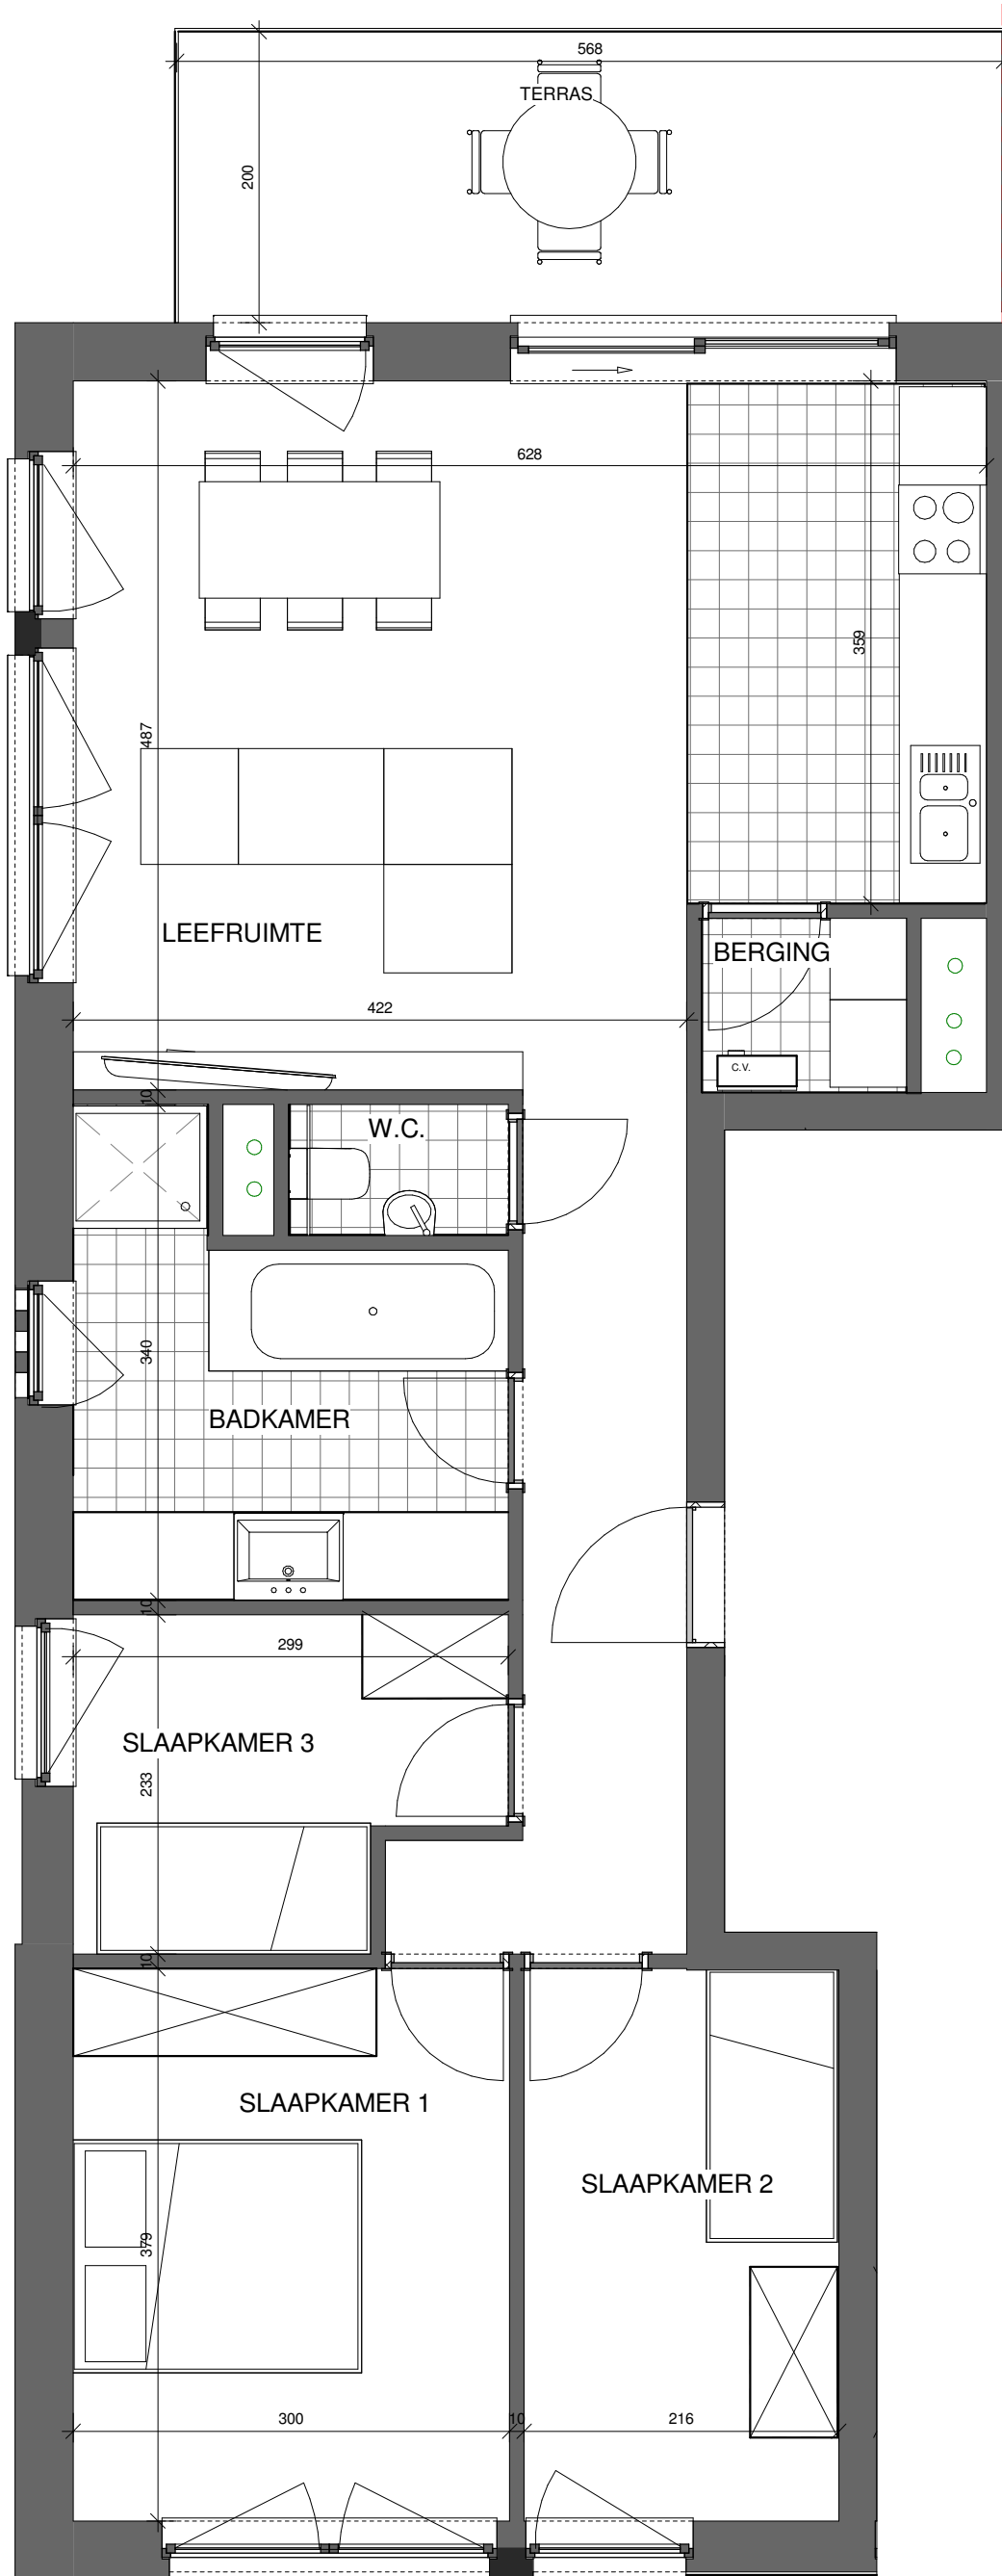 568
TERRAS
200
628
359
487
LEEFRUIMTE
BERGING
422
C.V.
10
W.C.
340
BADKAMER
10
299
SLAAPKAMER 3
233
10
SLAAPKAMER 1
SLAAPKAMER 2
379
300
10
216